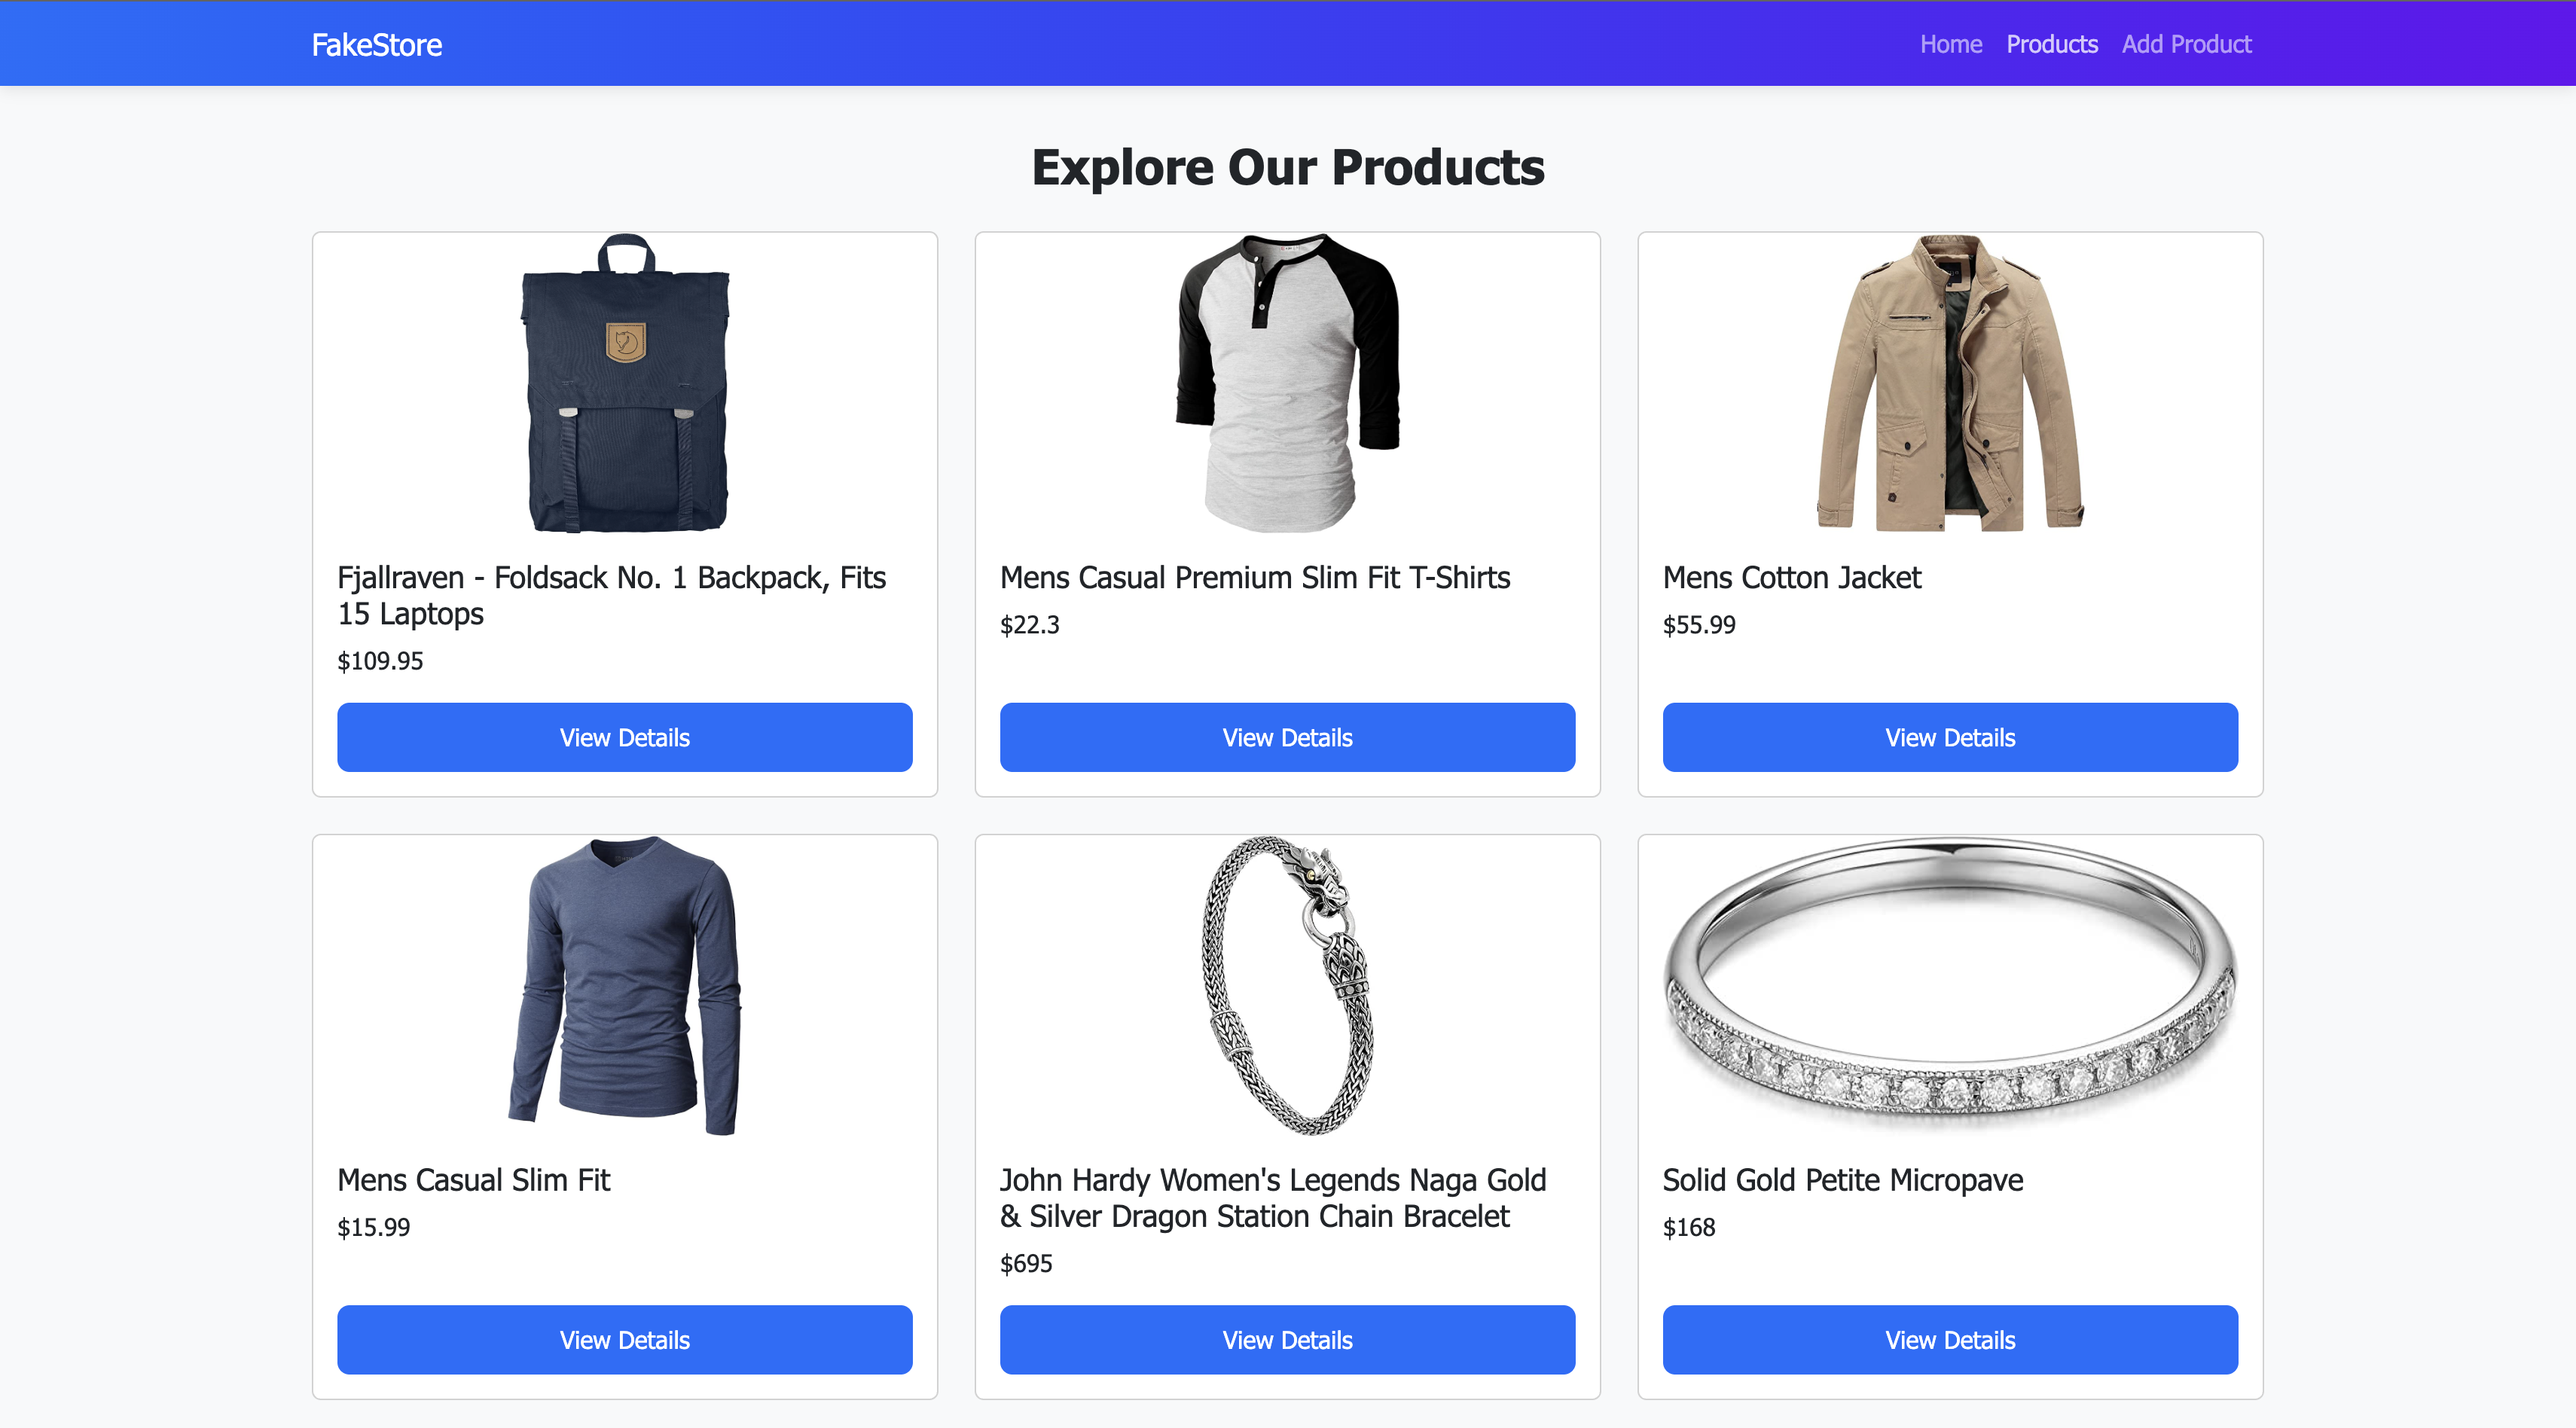 FakeStore
Home Products Add Product
Explore Our Products
Fjallraven - Foldsack No. 1 Backpack, Fits
15 Laptops
$109.95
View Details
Mens Casual Premium Slim Fit T-Shirts
$22.3
View Details
Mens Cotton Jacket
$55.99
View Details
Mens Casual Slim Fit
$15.99
View Details
John Hardy Women's Legends Naga Gold
& Silver Dragon Station Chain Bracelet
$695
View Details
Solid Gold Petite Micropave
$168
View Details